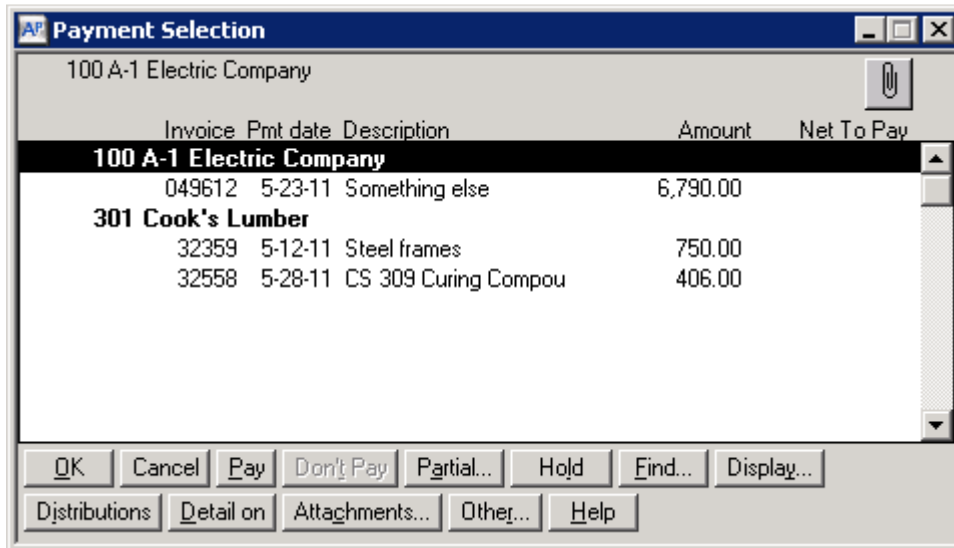 AP Payment Selection
100 A-1 Electric Company
Invoice Pmt date Description Amount Net To Pay
100 A-1 Electric Company
049612 5-23-11 Something else 6,790.00
301 Cook's Lumber
32359 5-12-11 Steel frames 750.00
32558 5-28-11 CS 309 Curing Compou 406.00
OK Cancel Pay Don't Pay Partial... Hold Find... Display...
Distributions Detail on Attachments... Other... Help